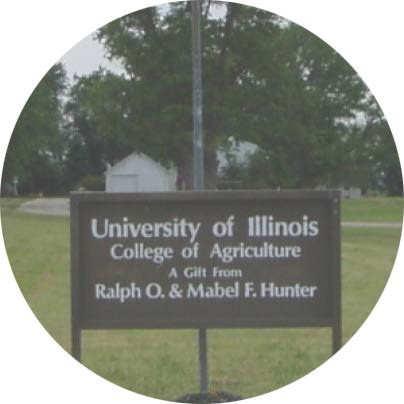 University of Illinois
College of Agriculture
A Gift From
Ralph O. & Mabel F. Hunter